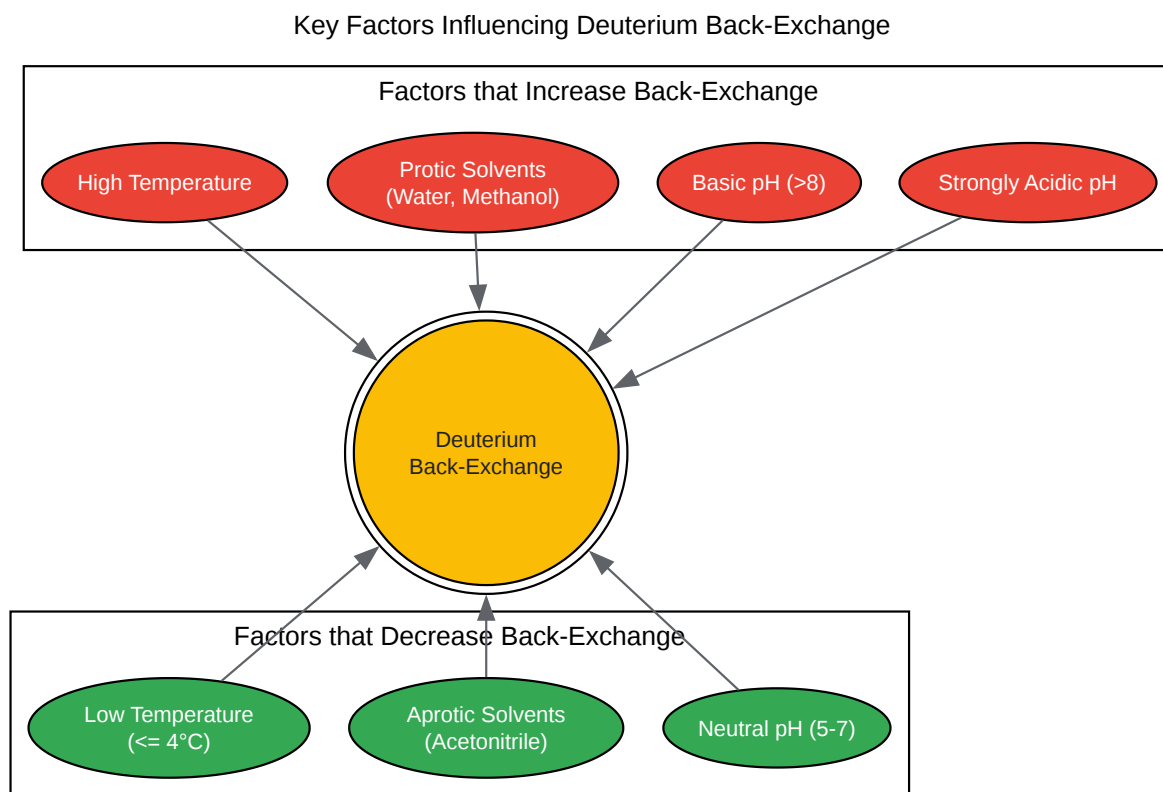 Key Factors Influencing Deuterium Back-Exchange
Factors that Increase Back-Exchange
High Temperature
Protic Solvents
(Water, Methanol)
Basic pH (>8)
Strongly Acidic pH
Deuterium
Back-Exchange
Factors that Decrease Back-Exchange
Low Temperature
(<= 4°C)
Aprotic Solvents
(Acetonitrile)
Neutral pH (5-7)